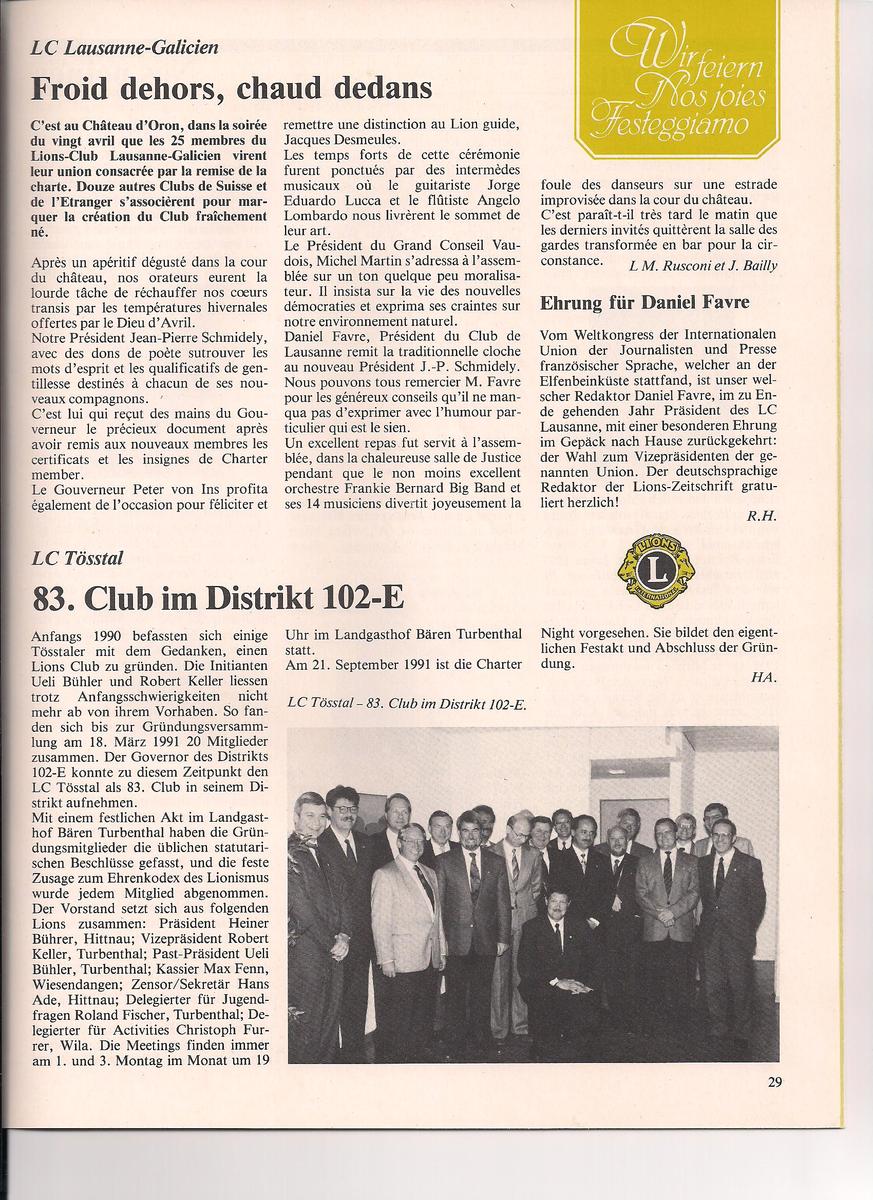 LC Lausanne-Galicien
Froid dehors, chaud dedans
Wir
feiern
Nos joies
Festeggiamo
C'est au Château d'Oron, dans la soirée
du vingt avril que les 25 membres du
Lions-Club Lausanne-Galicien virent
leur union consacrée par la remise de la
charte. Douze autres Clubs de Suisse et
de l'Etranger s'associèrent pour mar-
quer la création du Club fraîchement
né.
Après un apéritif dégusté dans la cour
du château, nos orateurs eurent la
lourde tâche de réchauffer nos cœurs
transis par les températures hivernales
offertes par le Dieu d'Avril.
Notre Président Jean-Pierre Schmidely,
avec des dons de poète sutrouver les
mots d'esprit et les qualificatifs de gen-
tillesse destinés à chacun de ses nou-
veaux compagnons.
C'est lui qui reçut des mains du Gou-
verneur le précieux document après
avoir remis aux nouveaux membres les
certificats et les insignes de Charter
member.
Le Gouverneur Peter von Ins profita
également de l'occasion pour féliciter et
remettre une distinction au Lion guide,
Jacques Desmeules.
Les temps forts de cette cérémonie
furent ponctués par des intermèdes
musicaux où le guitariste Jorge
Eduardo Lucca et le flûtiste Angelo
Lombardo nous livrèrent le sommet de
leur art.
Le Président du Grand Conseil Vau-
dois, Michel Martin s'adressa à l'assem-
blée sur un ton quelque peu moralisa-
teur. Il insista sur la vie des nouvelles
démocraties et exprima ses craintes sur
notre environnement naturel.
Daniel Favre, Président du Club de
Lausanne remit la traditionnelle cloche
au nouveau Président J.-P. Schmidely.
Nous pouvons tous remercier M. Favre
pour les généreux conseils qu'il ne man-
qua pas d'exprimer avec l'humour par-
ticulier qui est le sien.
Un excellent repas fut servit à l'assem-
blée, dans la chaleureuse salle de Justice
pendant que le non moins excellent
orchestre Frankie Bernard Big Band et
ses 14 musiciens divertit joyeusement la
foule des danseurs sur une estrade
improvisée dans la cour du château.
C'est paraît-t-il très tard le matin que
les derniers invités quittèrent la salle des
gardes transformée en bar pour la cir-
constance.
L M. Rusconi et J. Bailly
Ehrung für Daniel Favre
Vom Weltkongress der Internationalen
Union der Journalisten und Presse
französischer Sprache, welcher an der
Elfenbeinküste stattfand, ist unser wel-
scher Redaktor Daniel Favre, im zu En-
de gehenden Jahr Präsident des LC
Lausanne, mit einer besonderen Ehrung
im Gepäck nach Hause zurückgekehrt:
der Wahl zum Vizepräsidenten der ge-
nannten Union. Der deutschsprachige
Redaktor der Lions-Zeitschrift gratu-
liert herzlich!
R.H.
LIONS
L
INTERNATIONAL
LC Tösstal
83. Club im Distrikt 102-E
Anfangs 1990 befassten sich einige
Tösstaler mit dem Gedanken, einen
Lions Club zu gründen. Die Initianten
Ueli Bühler und Robert Keller liessen
trotz Anfangsschwierigkeiten nicht
mehr ab von ihrem Vorhaben. So fan-
den sich bis zur Gründungsversamm-
lung am 18. März 1991 20 Mitglieder
zusammen. Der Governor des Distrikts
102-E konnte zu diesem Zeitpunkt den
LC Tösstal als 83. Club in seinem Di-
strikt aufnehmen.
Mit einem festlichen Akt im Landgast-
hof Bären Turbenthal haben die Grün-
dungsmitglieder die üblichen statutari-
schen Beschlüsse gefasst, und die feste
Zusage zum Ehrenkodex des Lionismus
wurde jedem Mitglied abgenommen.
Der Vorstand setzt sich aus folgenden
Lions zusammen: Präsident Heiner
Bührer, Hittnau; Vizepräsident Robert
Keller, Turbenthal; Past-Präsident Ueli
Bühler, Turbenthal; Kassier Max Fenn,
Wiesendangen; Zensor/Sekretär Hans
Ade, Hittnau; Delegierter für Jugend-
fragen Roland Fischer, Turbenthal; De-
legierter für Activities Christoph Fur-
rer, Wila. Die Meetings finden immer
am 1. und 3. Montag im Monat um 19
Uhr im Landgasthof Bären Turbenthal
statt.
Am 21. September 1991 ist die Charter
Night vorgesehen. Sie bildet den eigent-
lichen Festakt und Abschluss der Grün-
dung.
HA.
LC Tösstal – 83. Club im Distrikt 102-E.
29